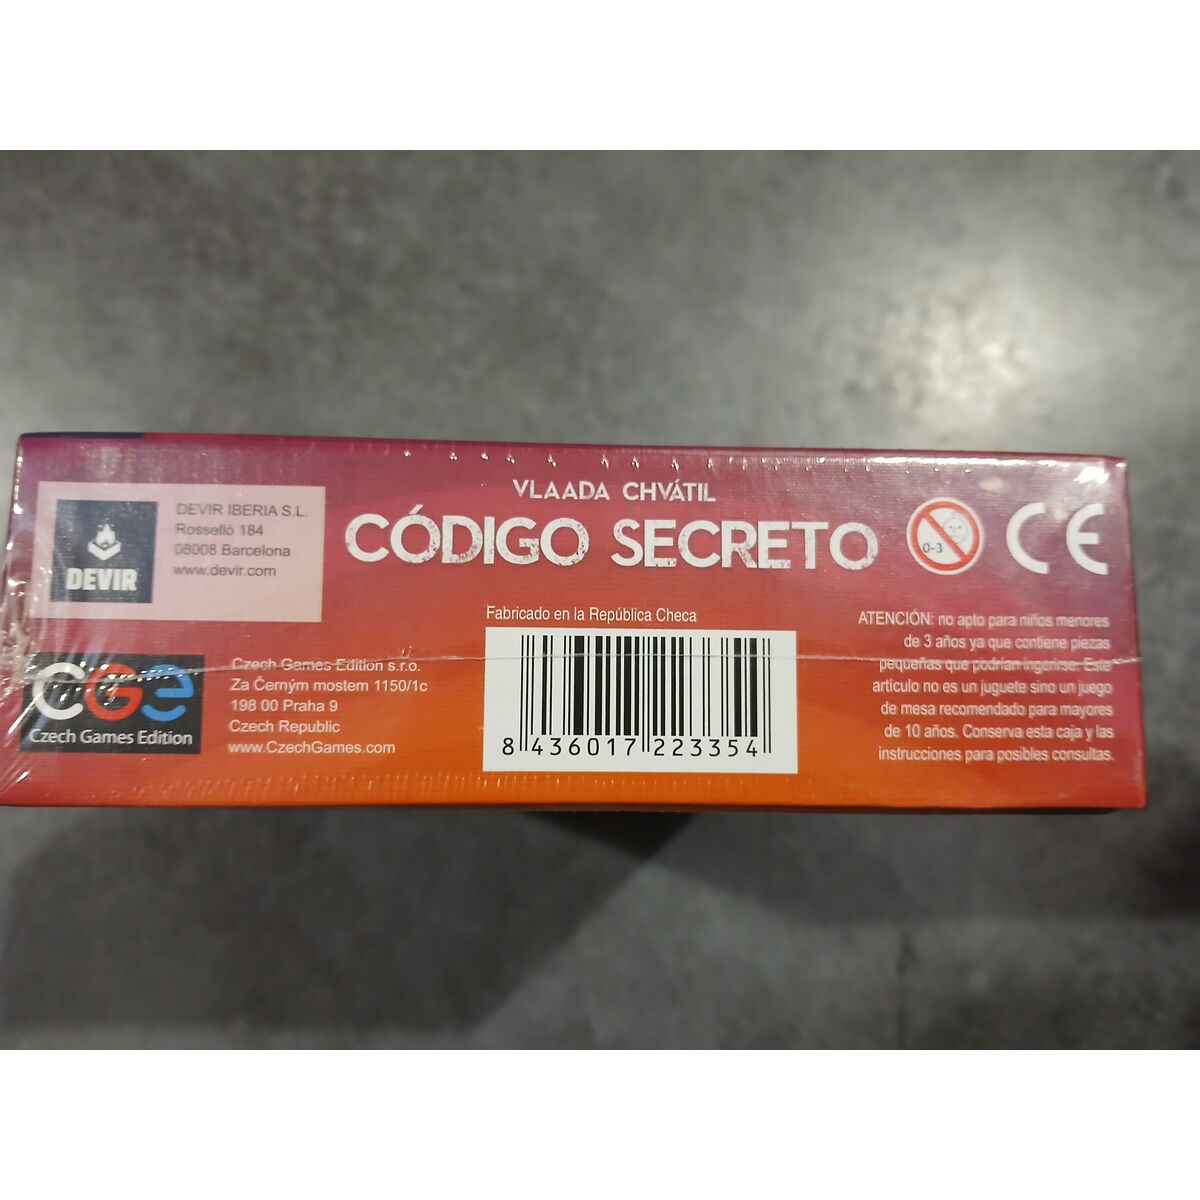 VLAADA CHVÁTIL
CÓDIGO SECRETO
DEVIR
DEVIR IBERIA S.L.
Rosselló 184
08008 Barcelona
www.devir.com
0-3
CE
CGE
Czech Games Edition
Czech Games Edition s.r.o.
Za Černým mostem 1150/1c
198 00 Praha 9
Czech Republic
www.CzechGames.com
Fabricado en la República Checa
8 436017 223354
ATENCIÓN: no apto para niños menores
de 3 años ya que contiene piezas
pequeñas que podrían ingerirse. Este
artículo no es un juguete sino un juego
de mesa recomendado para mayores
de 10 años. Conserva esta caja y las
instrucciones para posibles consultas.